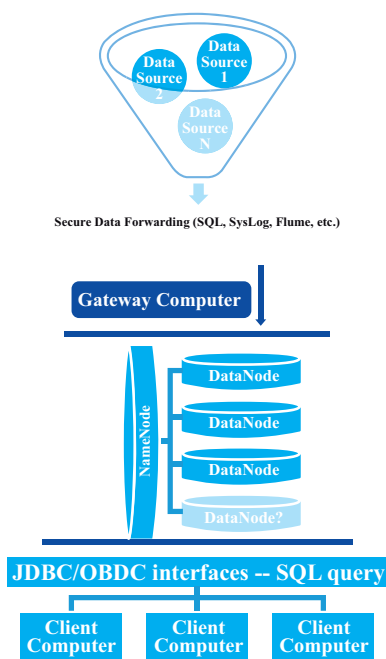 Data
Source
1
Data
Source
2
Data
Source
N
Secure Data Forwarding (SQL, SysLog, Flume, etc.)
Gateway Computer
NameNode
DataNode
DataNode
DataNode
DataNode?
JDBC/OBDC interfaces -- SQL query
Client
Computer
Client
Computer
Client
Computer